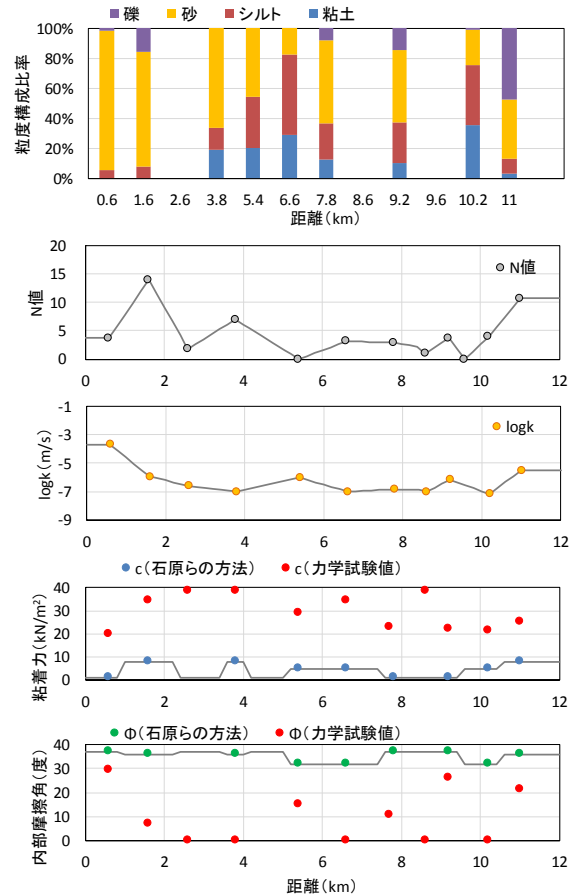 礫 砂 シルト 粘土
100%
80%
60%
40%
20%
0%
粒度構成比率
0.6 1.6 2.6 3.8 5.4 6.6 7.8 8.6 9.2 9.6 10.2 11
距離(km)
20
15
10
5
0
N値
N値
0 2 4 6 8 10 12
-1
-3
-5
-7
-9
logk(m/s)
logk
0 2 4 6 8 10 12
c(石原らの方法) c(力学試験値)
40
30
20
10
0
粘着力(kN/m²)
0 2 4 6 8 10 12
Φ(石原らの方法) Φ(力学試験値)
40
30
20
10
0
内部摩擦角(度)
0 2 4 6 8 10 12
距離(km)